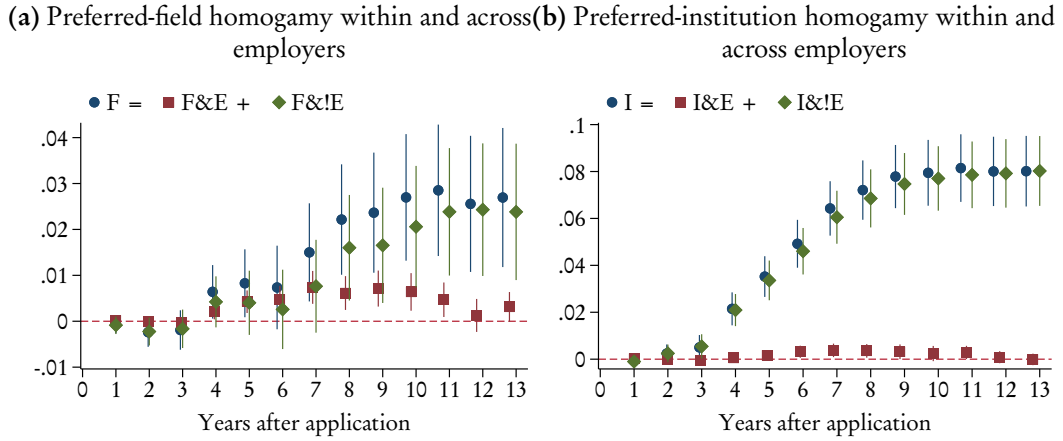 (a) Preferred-field homogamy within and across
employers
F = F&E + F&!E
.04
.03
.02
.01
0
-.01
0 1 2 3 4 5 6 7 8 9 10 11 12 13
Years after application
(b) Preferred-institution homogamy within and
across employers
I = I&E + I&!E
.1
.08
.06
.04
.02
0
0 1 2 3 4 5 6 7 8 9 10 11 12 13
Years after application